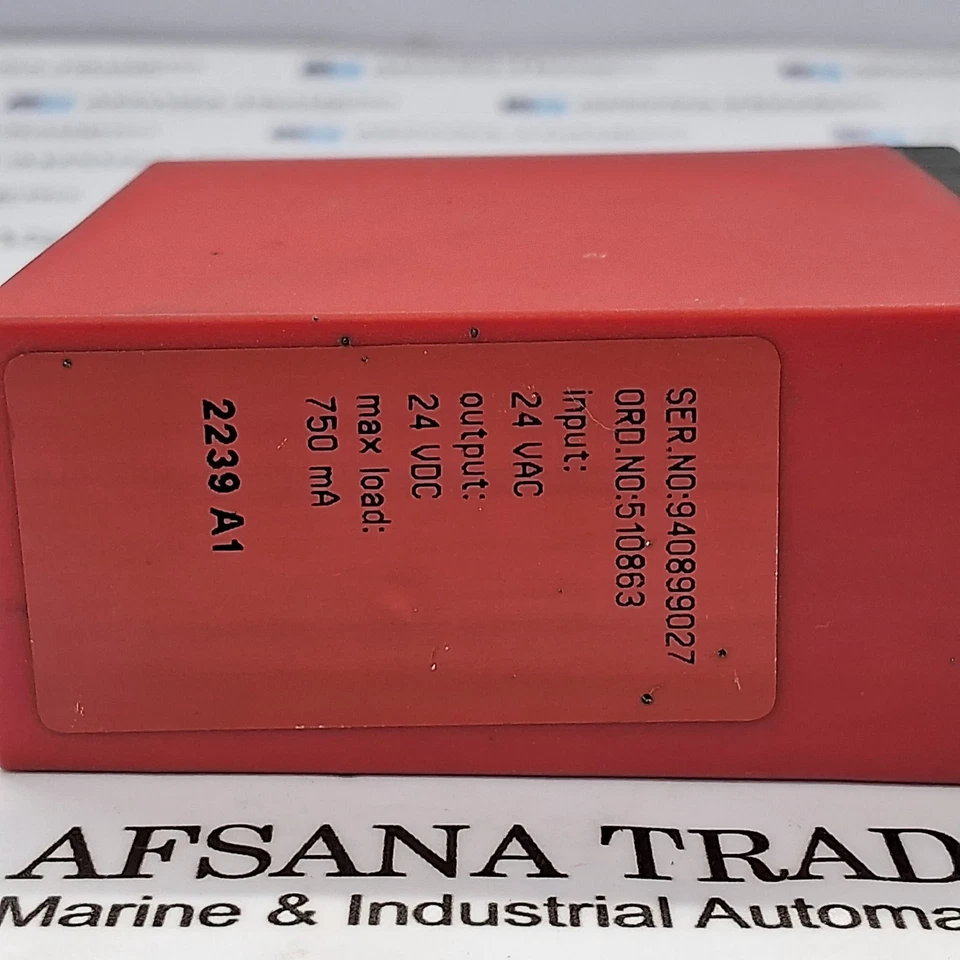 SER.NO:940899027
ORD.NO:510863
input:
24 VAC
output:
24 VDC
max load:
750 mA
2239 A1
AFSANA TRAD
Marine & Industrial Automa